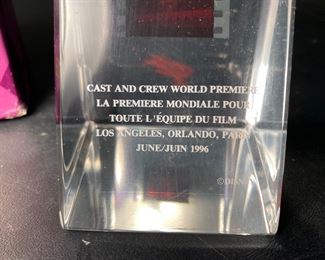 CAST AND CREW WORLD PREMIERE
LA PREMIERE MONDIALE POUR
TOUTE L'ÉQUIPE DU FILM
LOS ANGELES, ORLANDO, PARIS
JUNE/JUIN 1996
©DISNEY